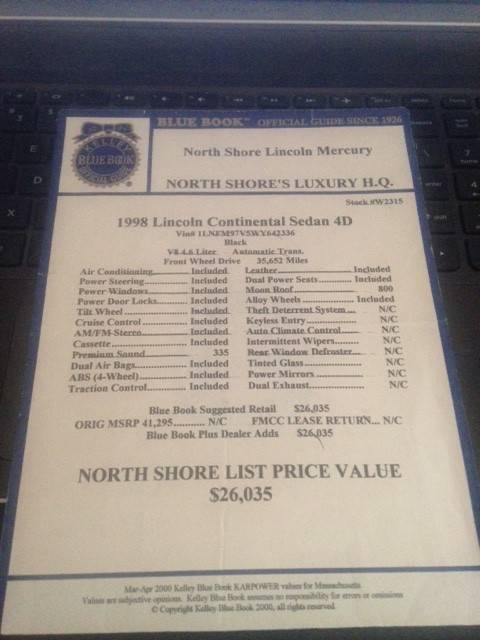 BLUE BOOK™ OFFICIAL GUIDE SINCE 1926
KELLEY
BLUE BOOK
OFFICIAL GUIDE
North Shore Lincoln Mercury
NORTH SHORE'S LUXURY H.Q.
Stock #W2315
1998 Lincoln Continental Sedan 4D
Vin# 1LNFM97V5WY642336
Black
V8 4.6 Liter Automatic Trans.
Front Wheel Drive 35,652 Miles
Air Conditioning............ Included Leather......................... Included
Power Steering............ Included Dual Power Seats.......... Included
Power Windows............ Included Moon Roof 800
Power Door Locks......... Included Alloy Wheels ................ Included
Tilt Wheel .................... Included Theft Deterrent System.... N/C
Cruise Control .............. Included Keyless Entry................ N/C
AM/FM-Stereo.............. Included Auto Climate Control...... N/C
Cassette....................... Included Intermittent Wipers........ N/C
Premium Sound 335 Rear Window Defroster... N/C
Dual Air Bags............... Included Tinted Glass.................. N/C
ABS (4-Wheel).............. Included Power Mirrors ............... N/C
Traction Control............ Included Dual Exhaust................. N/C
Blue Book Suggested Retail $26,035
ORIG MSRP 41,295........... N/C FMCC LEASE RETURN... N/C
Blue Book Plus Dealer Adds $26,035
NORTH SHORE LIST PRICE VALUE
$26,035
Mar-Apr 2000 Kelley Blue Book KARPOWER values for Massachusetts
Values are subjective opinions. Kelley Blue Book assumes no responsibility for errors or omissions
© Copyright Kelley Blue Book 2000, all rights reserved.